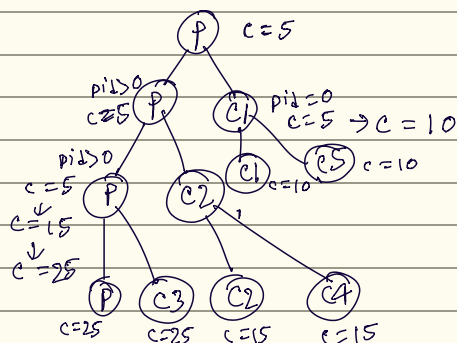 P C=5
pid>0 P C=5
C1 pid=0 C=5 → C=10
pid>0 P C=5 ↓ C=15 ↓ C=25
C2
C1 C=10
C5 C=10
P C=25
C3 C=25
C2 C=15
C4 C=15